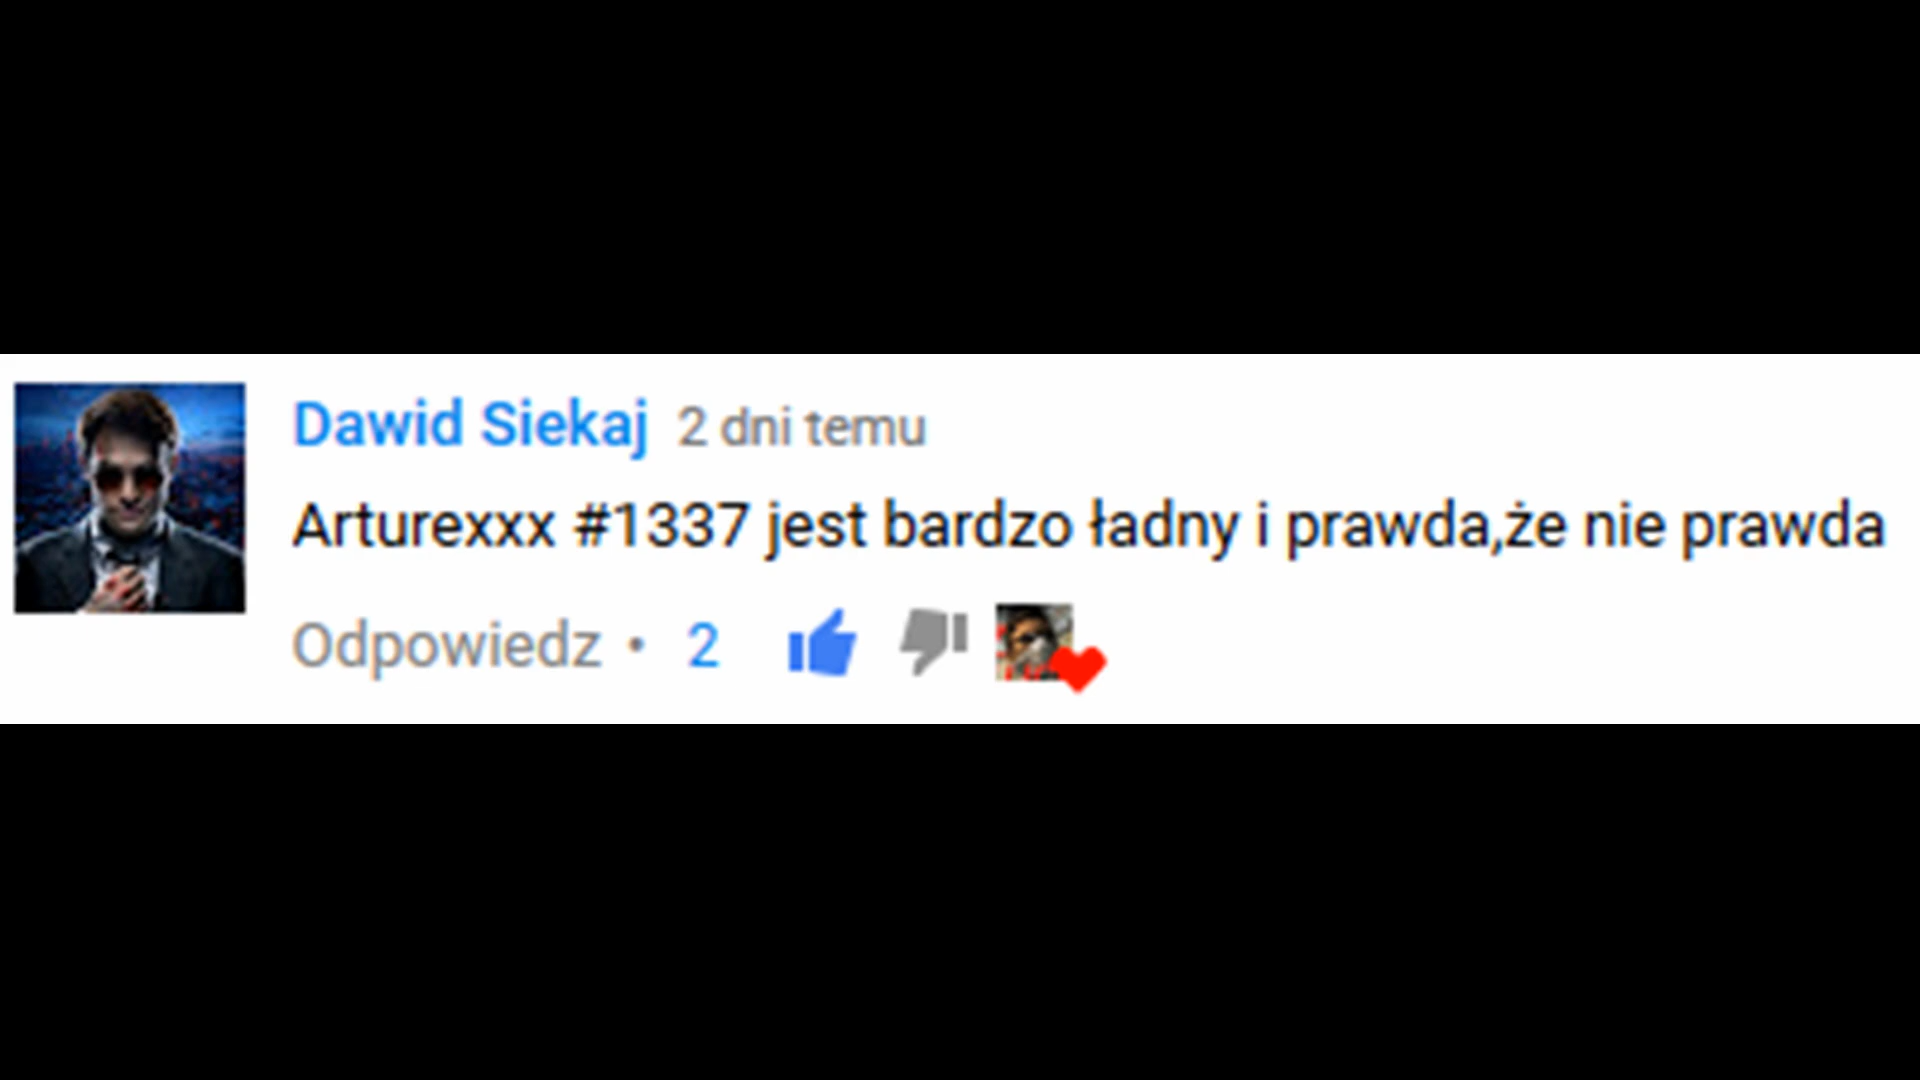 Dawid Siekaj 2 dni temu
Arturexxx #1337 jest bardzo ładny i prawda,że nie prawda
Odpowiedz • 2